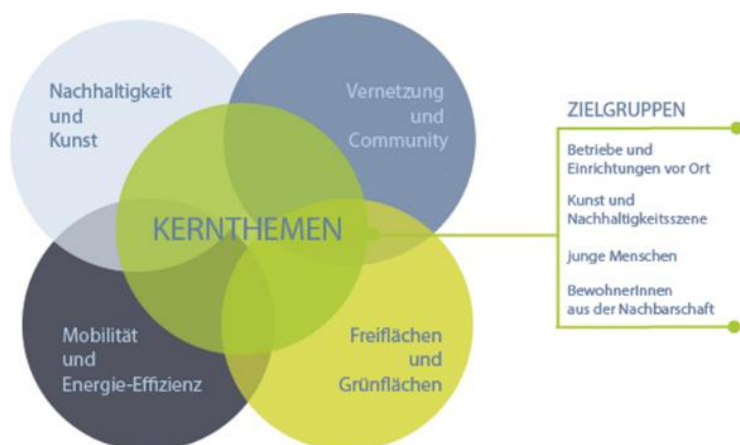 Nachhaltigkeit
und
Kunst
Vernetzung
und
Community
KERNTHEMEN
Mobilität
und
Energie-Effizienz
Freiflächen
und
Grünflächen
ZIELGRUPPEN
Betriebe und
Einrichtungen vor Ort
Kunst und
Nachhaltigkeitsszene
junge Menschen
BewohnerInnen
aus der Nachbarschaft